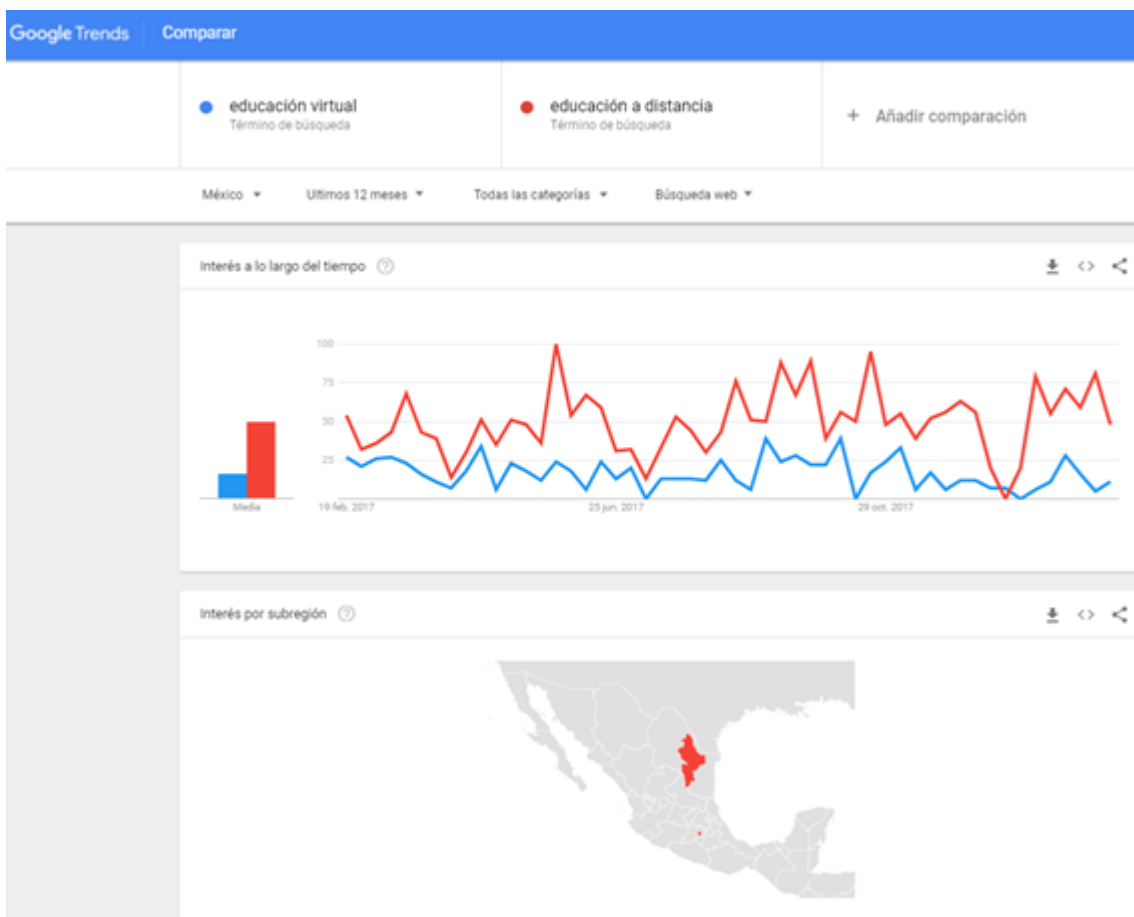 Google Trends Comparar
educación virtual
Término de búsqueda
educación a distancia
Término de búsqueda
+ Añadir comparación
México Ultimos 12 meses Todas las categorías Búsqueda web
Interés a lo largo del tiempo ?
100
75
50
25
Media
19 feb. 2017 25 jun. 2017 29 oct. 2017
Interés por subregión ?